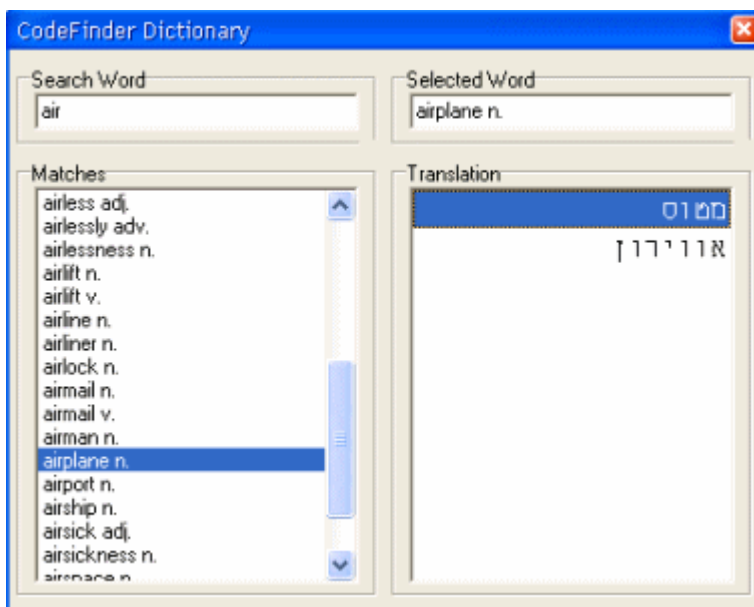 CodeFinder Dictionary
Search Word
air
Selected Word
airplane n.
Matches
airless adj.
airlessly adv.
airlessness n.
airlift n.
airlift v.
airline n.
airliner n.
airlock n.
airmail n.
airmail v.
airman n.
airplane n.
airport n.
airship n.
airsick adj.
airsickness n.
airspace n.
Translation
מטוס
אווירון